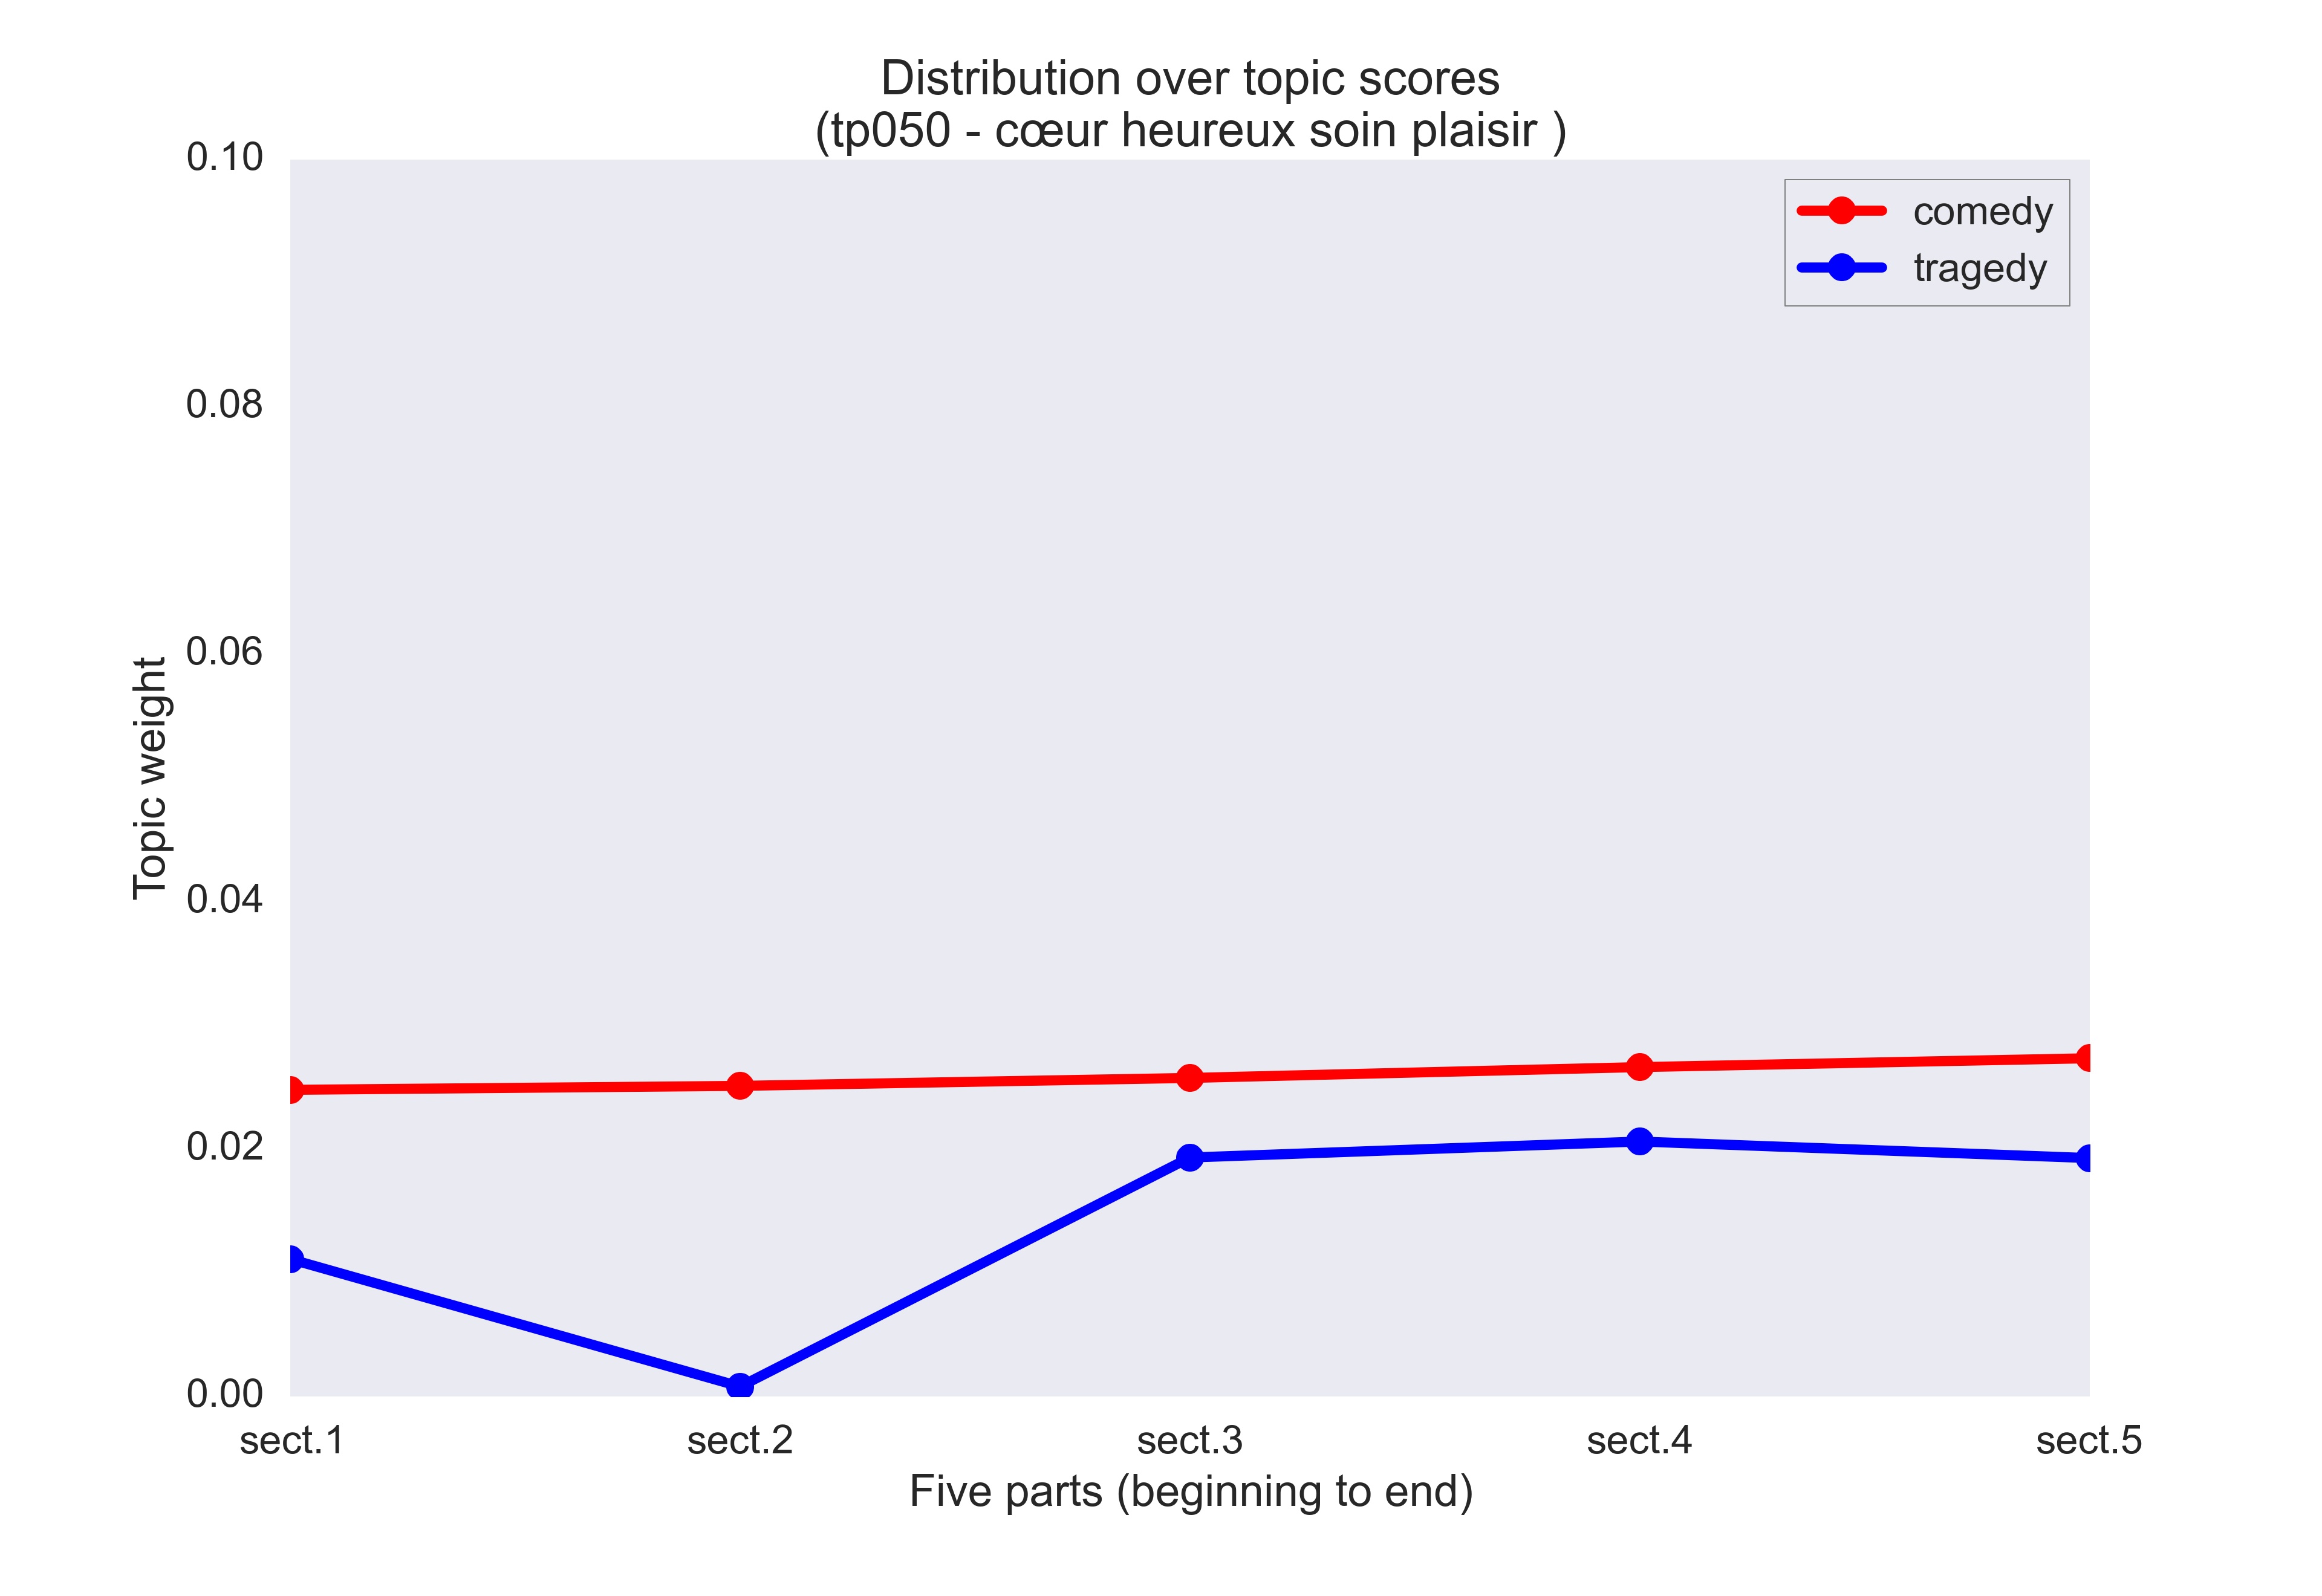 Distribution over topic scores
(tp050 - cœur heureux soin plaisir )
comedy
tragedy
Topic weight
0.10
0.08
0.06
0.04
0.02
0.00
sect.1 sect.2 sect.3 sect.4 sect.5
Five parts (beginning to end)